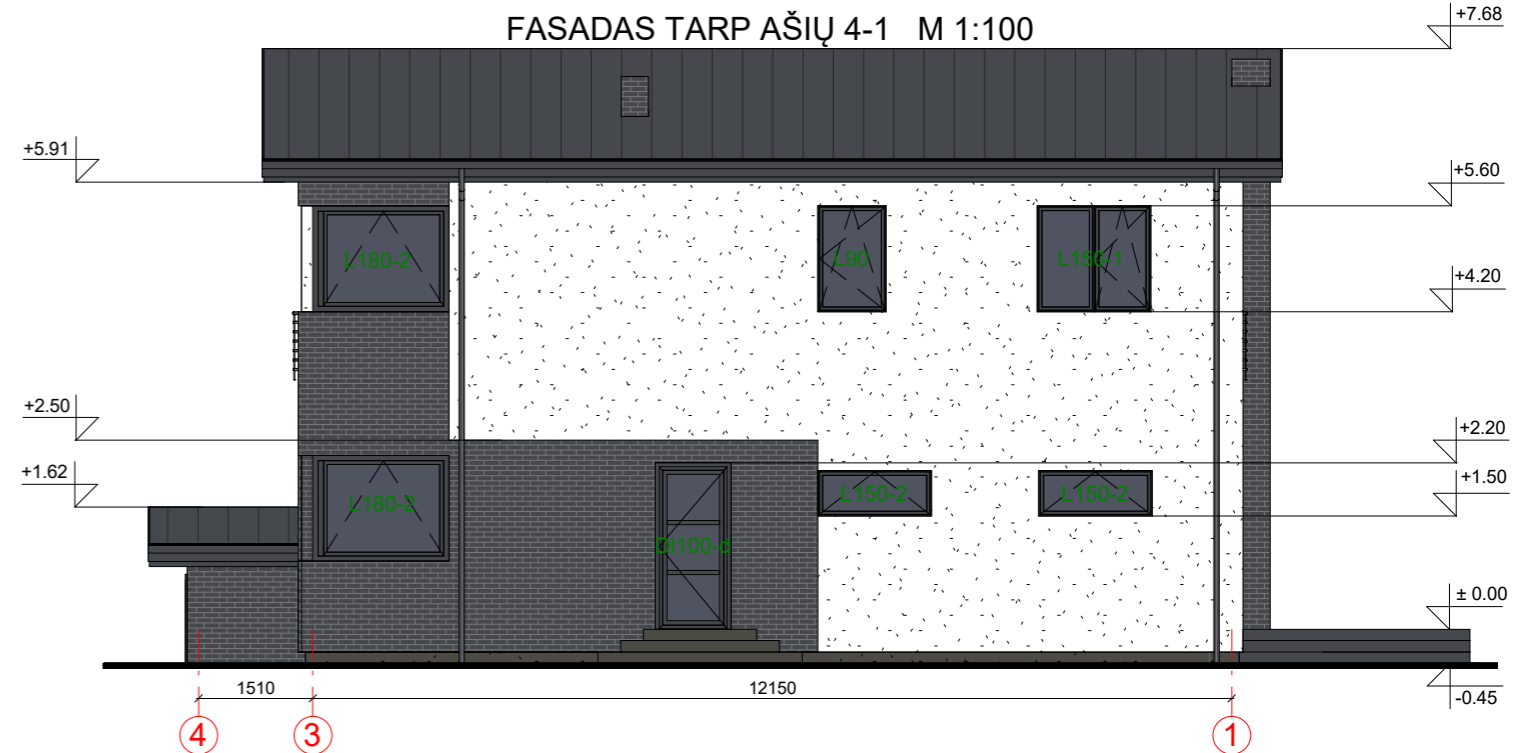 FASADAS TARP AŠIŲ 4-1 M 1:100
+7.68
+5.91
+5.60
L180-2
L90
L150-1
+4.20
+2.50
+2.20
+1.62
L180-2
L150-2
L150-2
+1.50
DI100-d
± 0.00
1510
12150
-0.45
4
3
1